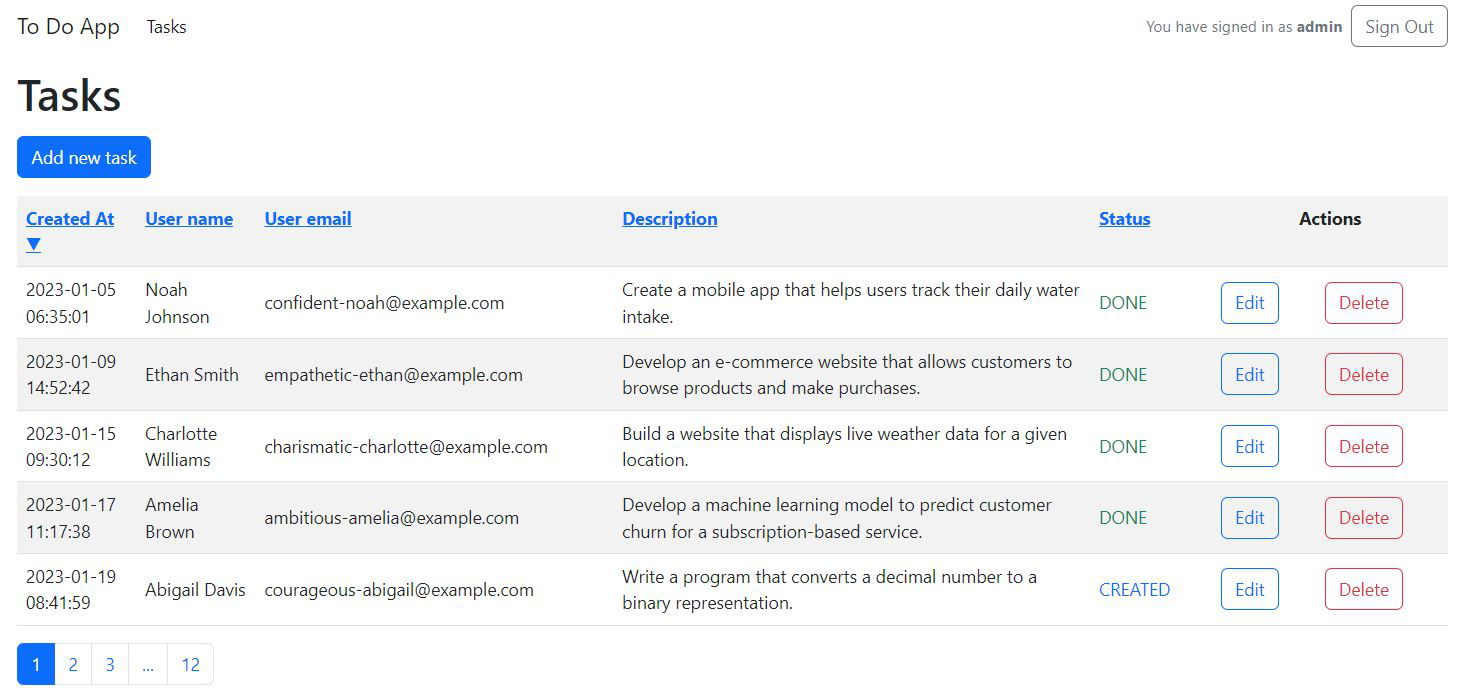 To Do App Tasks You have signed in as admin Sign Out
Tasks
Add new task
Created At User name User email Description Status Actions
▼
2023-01-05 Noah Create a mobile app that helps users track their daily water
confident-noah@example.com DONE Edit Delete
06:35:01 Johnson intake.
2023-01-09 Develop an e-commerce website that allows customers to
Ethan Smith empathetic-ethan@example.com DONE Edit Delete
14:52:42 browse products and make purchases.
2023-01-15 Charlotte Build a website that displays live weather data for a given
charismatic-charlotte@example.com DONE Edit Delete
09:30:12 Williams location.
2023-01-17 Amelia Develop a machine learning model to predict customer
ambitious-amelia@example.com DONE Edit Delete
11:17:38 Brown churn for a subscription-based service.
2023-01-19 Write a program that converts a decimal number to a
Abigail Davis courageous-abigail@example.com CREATED Edit Delete
08:41:59 binary representation.
1 2 3 ... 12